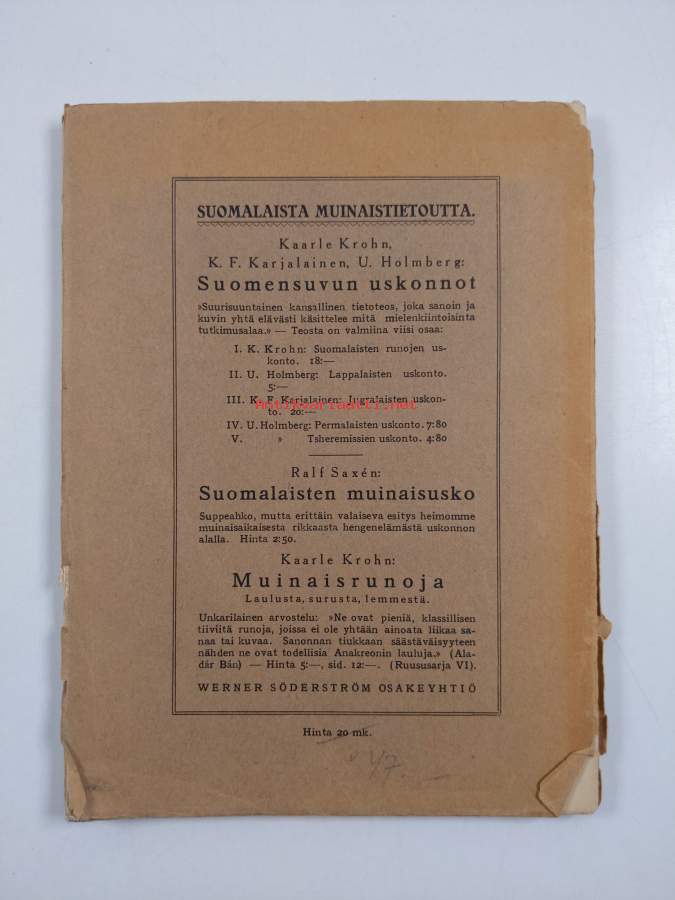 SUOMALAISTA MUINAISTIETOUTTA.
Kaarle Krohn,
K. F. Karjalainen, U. Holmberg:
Suomensuvun uskonnot
»Suurisuuntainen kansallinen tietoteos, joka sanoin ja
kuvin yhtä elävästi käsittelee mitä mielenkiintoisinta
tutkimusalaa.» — Teosta on valmiina viisi osaa:
I. K. Krohn: Suomalaisten runojen us-
konto. 18:—
II. U. Holmberg: Lappalaisten uskonto.
5:—
III. K. F. Karjalainen: Jugralaisten uskon-
to. 20:—
Antikvariaatti.net
IV. U. Holmberg: Permalaisten uskonto. 7:80
V. » Tsheremissien uskonto. 4:80
Ralf Saxén:
Suomalaisten muinaisusko
Suppeahko, mutta erittäin valaiseva esitys heimomme
muinaisaikaisesta rikkaasta hengenelämästä uskonnon
alalla. Hinta 2:50.
Kaarle Krohn:
Muinaisrunoja
Laulusta, surusta, lemmestä.
Unkarilainen arvostelu: »Ne ovat pieniä, klassillisen
tiiviitä runoja, joissa ei ole yhtään ainoata liikaa sa-
naa tai kuvaa. Sanonnan tiukkaan säästäväisyyteen
nähden ne ovat todellisia Anakreonin lauluja.» (Ala-
dár Bán) — Hinta 5:—, sid. 12:—. (Ruususarja VI).
WERNER SÖDERSTRÖM OSAKEYHTIÖ
Hinta 20 mk.
47.—